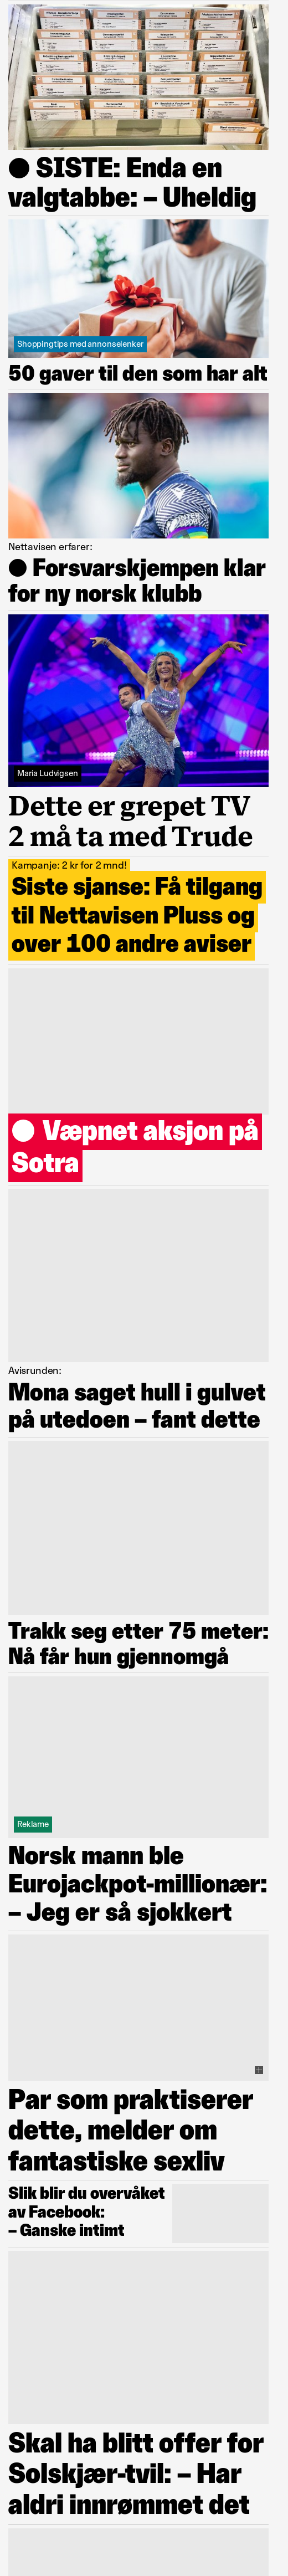 ● SISTE: Enda en
valgtabbe: – Uheldig
Shoppingtips med annonselenker
50 gaver til den som har alt
Nettavisen erfarer:
● Forsvarskjempen klar
for ny norsk klubb
Maria Ludvigsen
Dette er grepet TV
2 må ta med Trude
Kampanje: 2 kr for 2 mnd!
Siste sjanse: Få tilgang
til Nettavisen Pluss og
over 100 andre aviser
● Væpnet aksjon på
Sotra
Avisrunden:
Mona saget hull i gulvet
på utedoen – fant dette
Trakk seg etter 75 meter:
Nå får hun gjennomgå
Reklame
Norsk mann ble
Eurojackpot-millionær:
– Jeg er så sjokkert
Par som praktiserer
dette, melder om
fantastiske sexliv
Slik blir du overvåket
av Facebook:
– Ganske intimt
Skal ha blitt offer for
Solskjær-tvil: – Har
aldri innrømmet det